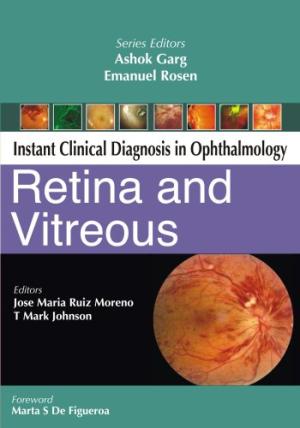 Series Editors
Ashok Garg
Emanuel Rosen
Instant Clinical Diagnosis in Ophthalmology
Retina and
Vitreous
Editors
Jose Maria Ruiz Moreno
T Mark Johnson
Foreword
Marta S De Figueroa